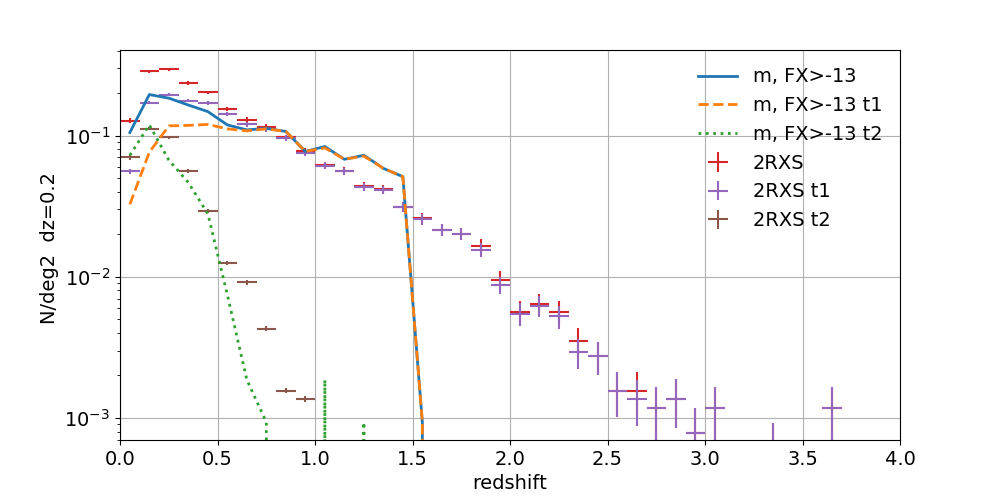 N/deg2  dz=0.2
10⁻¹
10⁻²
10⁻³
m, FX>-13
m, FX>-13 t1
m, FX>-13 t2
2RXS
2RXS t1
2RXS t2
0.0 0.5 1.0 1.5 2.0 2.5 3.0 3.5 4.0
redshift